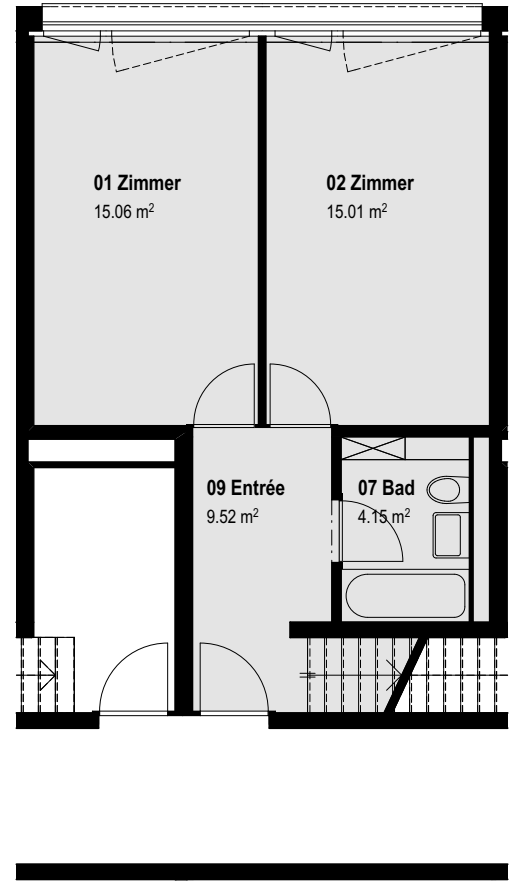 01 Zimmer
15.06 m²
02 Zimmer
15.01 m²
09 Entrée
9.52 m²
07 Bad
4.15 m²